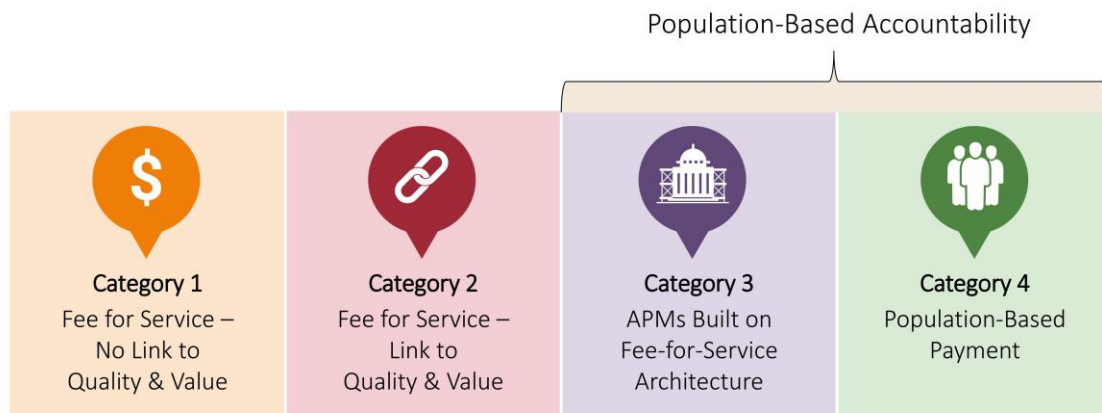 Population-Based Accountability
$
Category 1
Fee for Service –
No Link to
Quality & Value
Category 2
Fee for Service –
Link to
Quality & Value
Category 3
APMs Built on
Fee-for-Service
Architecture
Category 4
Population-Based
Payment